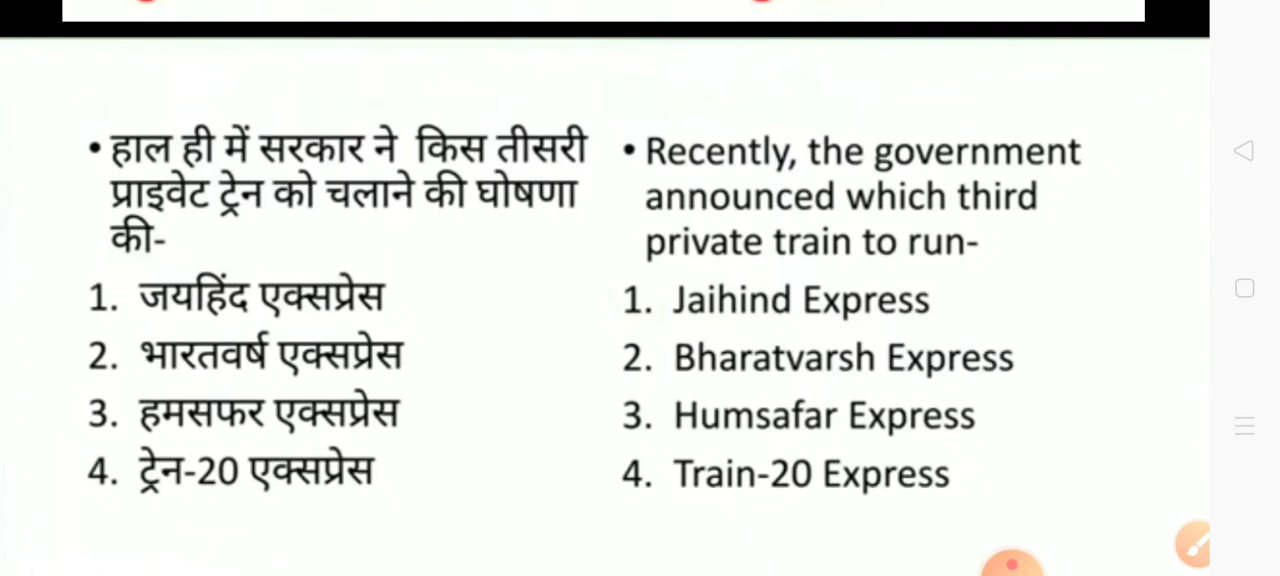 • हाल ही में सरकार ने किस तीसरी
प्राइवेट ट्रेन को चलाने की घोषणा
की-
1. जयहिंद एक्सप्रेस
2. भारतवर्ष एक्सप्रेस
3. हमसफर एक्सप्रेस
4. ट्रेन-20 एक्सप्रेस
• Recently, the government
announced which third
private train to run-
1. Jaihind Express
2. Bharatvarsh Express
3. Humsafar Express
4. Train-20 Express